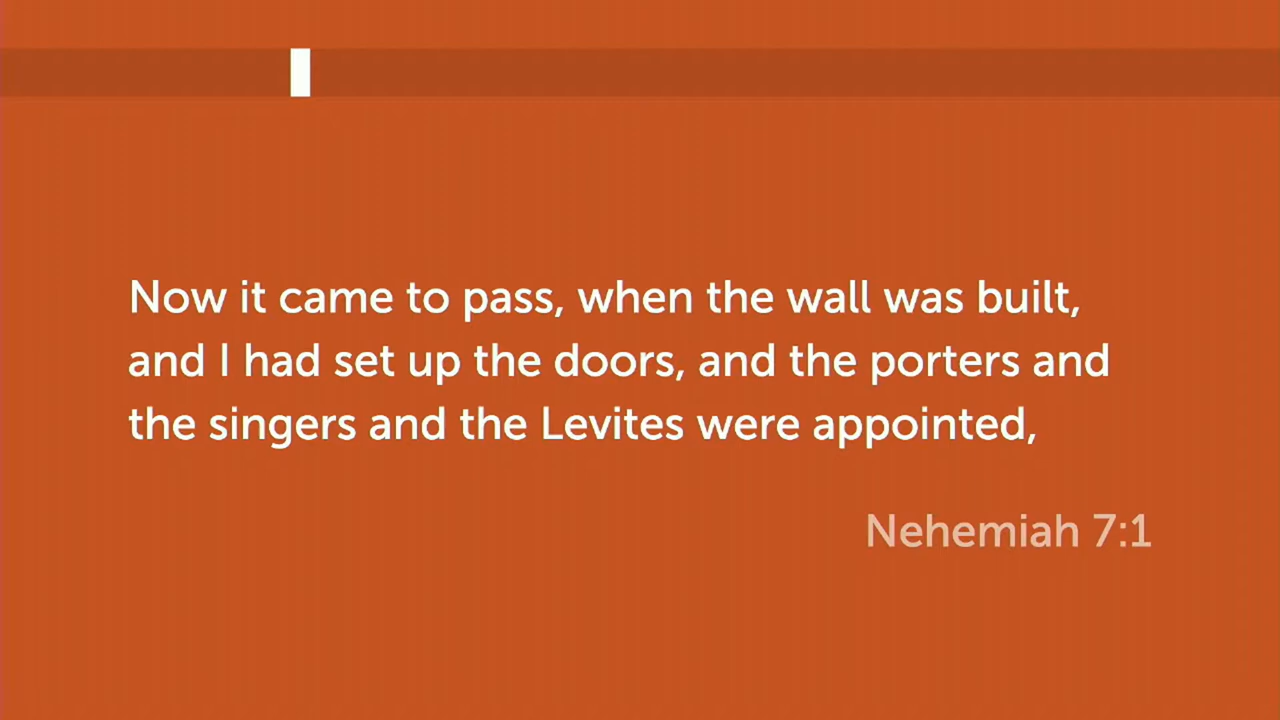 Now it came to pass, when the wall was built,
and I had set up the doors, and the porters and
the singers and the Levites were appointed,
Nehemiah 7:1